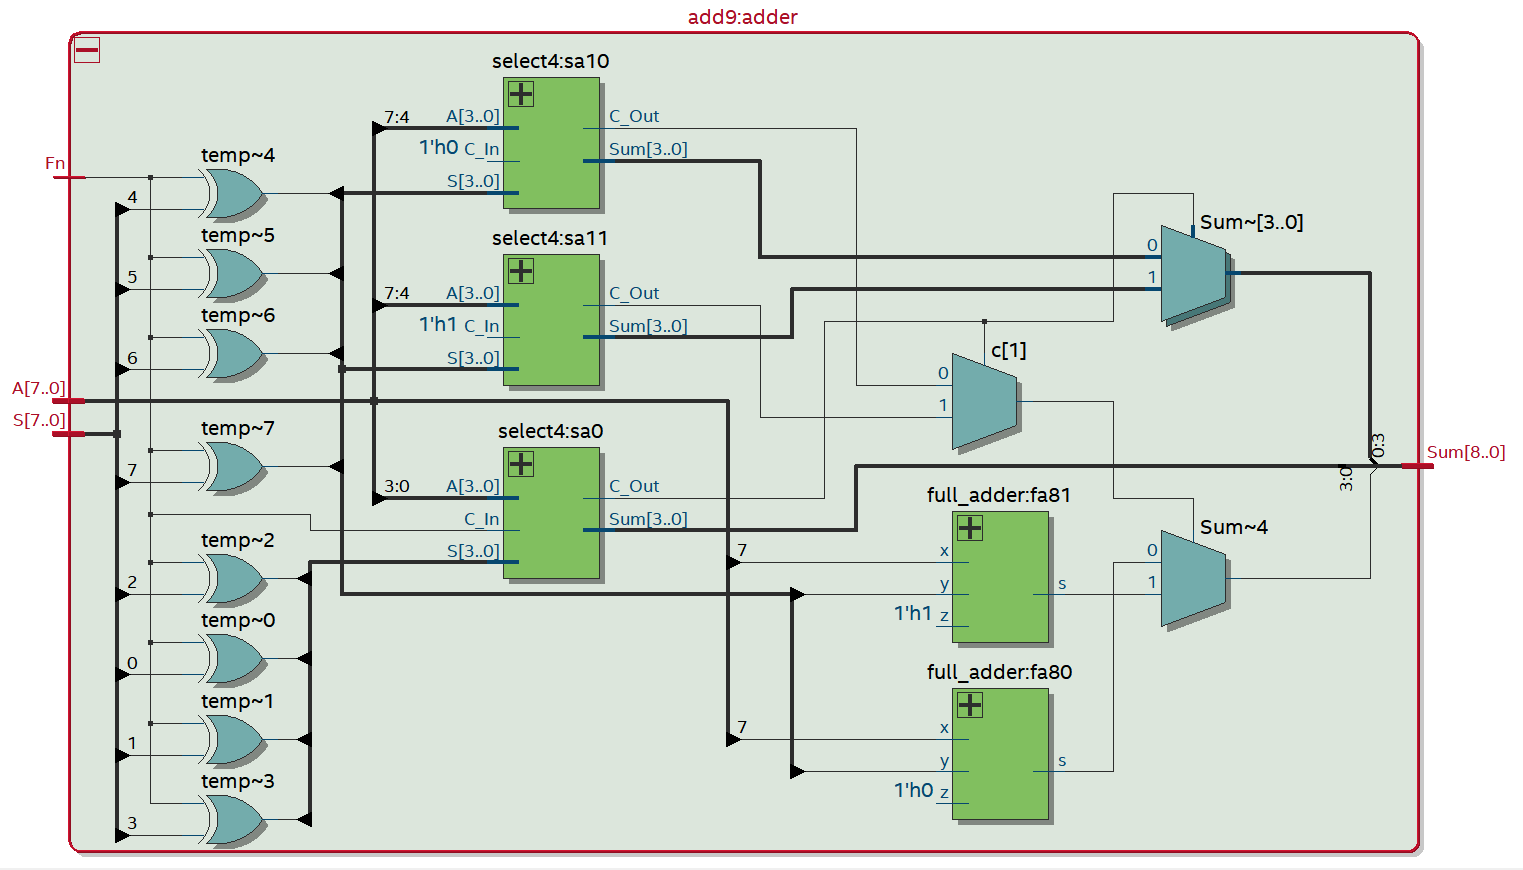 add9:adder
select4:sa10
7:4
A[3..0]
C_Out
1'h0
C_In
Sum[3..0]
S[3..0]
Fn
temp~4
4
Sum~[3..0]
0
1
temp~5
5
select4:sa11
7:4
A[3..0]
C_Out
1'h1
C_In
Sum[3..0]
S[3..0]
temp~6
6
c[1]
0
1
A[7..0]
S[7..0]
temp~7
7
select4:sa0
3:0
A[3..0]
C_Out
C_In
Sum[3..0]
S[3..0]
0:3
3:0
Sum[8..0]
full_adder:fa81
7
x
y
s
1'h1
z
Sum~4
0
1
temp~2
2
temp~0
0
full_adder:fa80
7
x
y
s
1'h0
z
temp~1
1
temp~3
3